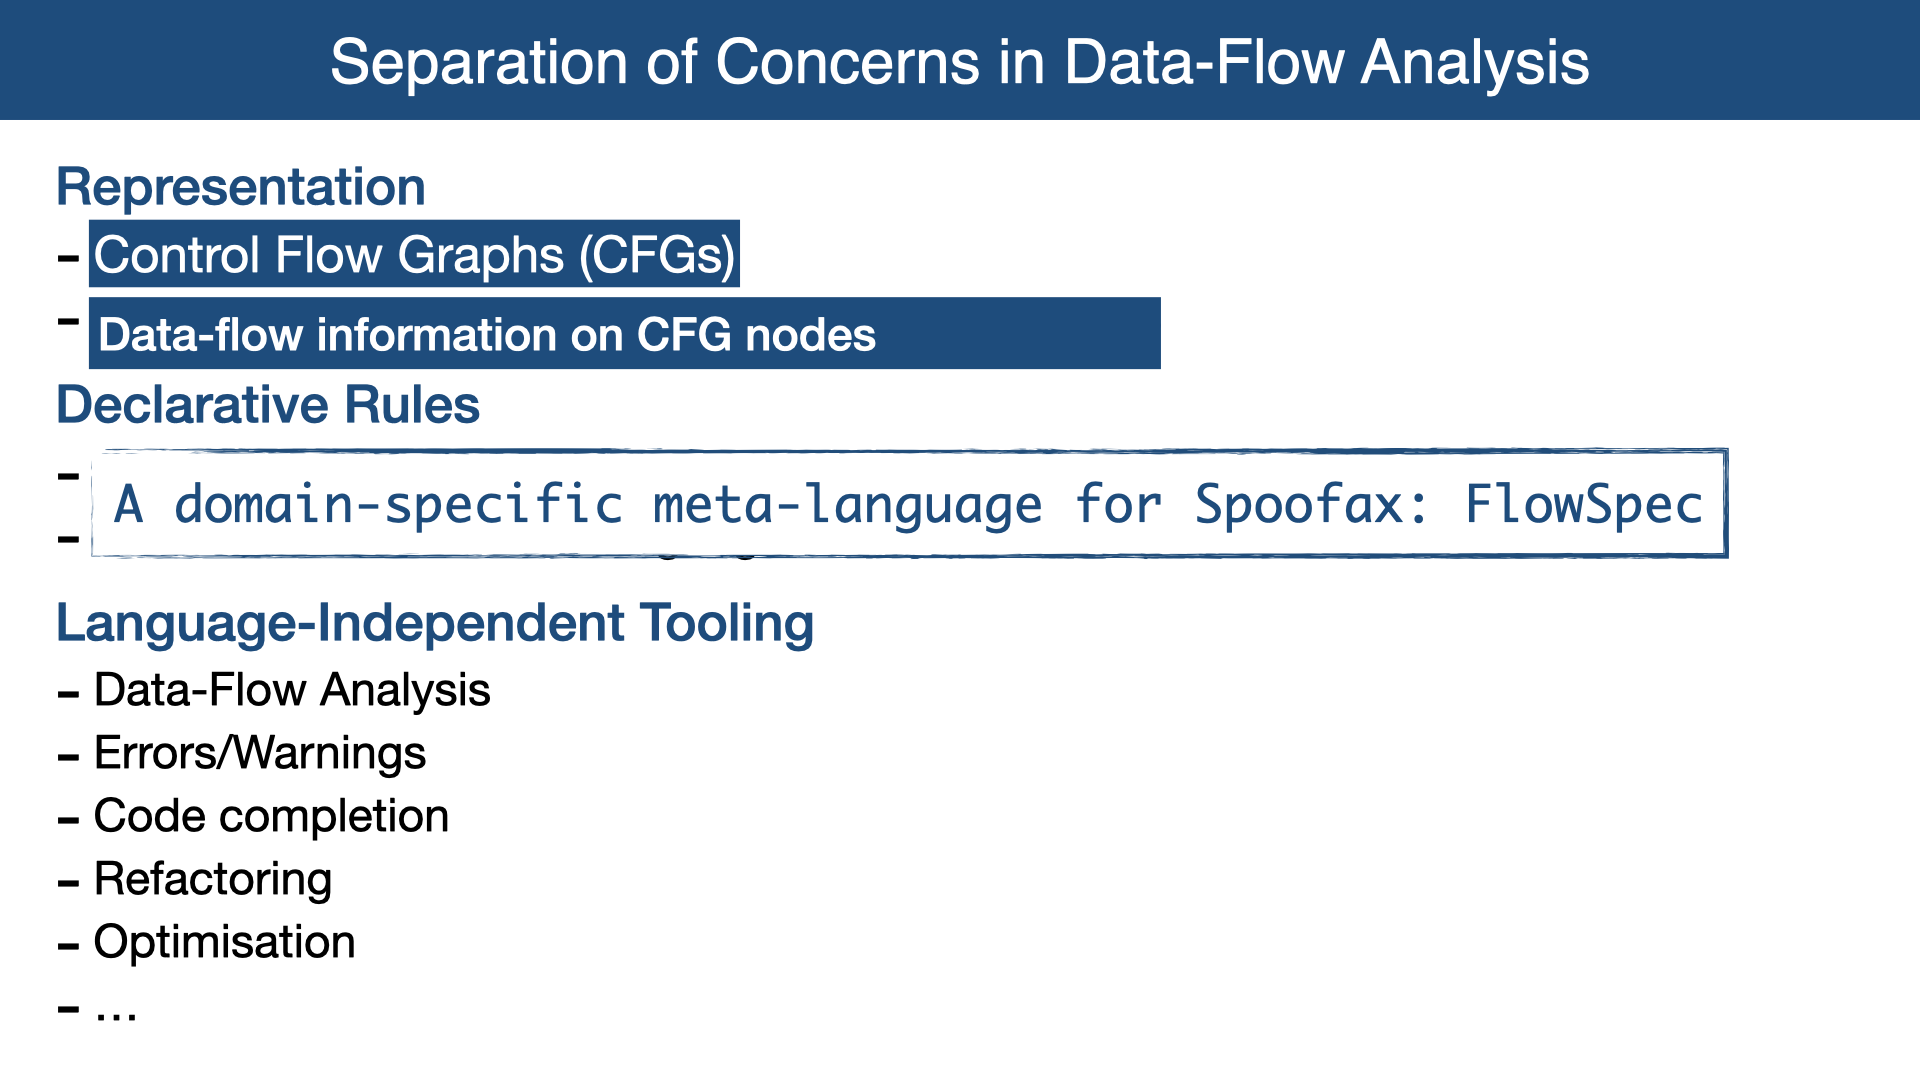 Separation of Concerns in Data-Flow Analysis
Representation
- Control Flow Graphs (CFGs)
- Data-flow information on CFG nodes
Declarative Rules
-
A domain-specific meta-language for Spoofax: FlowSpec
-
Language-Independent Tooling
- Data-Flow Analysis
- Errors/Warnings
- Code completion
- Refactoring
- Optimisation
- …